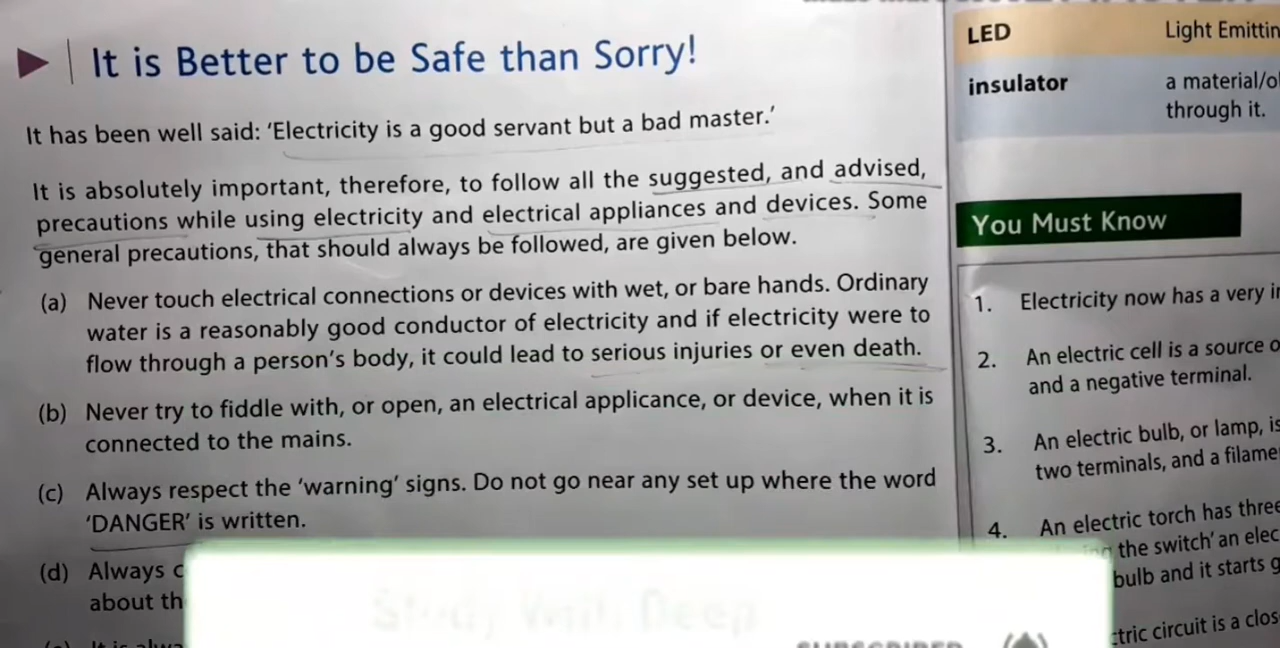 It is Better to be Safe than Sorry!
It has been well said: 'Electricity is a good servant but a bad master.'
It is absolutely important, therefore, to follow all the suggested, and advised,
precautions while using electricity and electrical appliances and devices. Some
general precautions, that should always be followed, are given below.
(a) Never touch electrical connections or devices with wet, or bare hands. Ordinary
water is a reasonably good conductor of electricity and if electricity were to
flow through a person's body, it could lead to serious injuries or even death.
(b) Never try to fiddle with, or open, an electrical applicance, or device, when it is
connected to the mains.
(c) Always respect the 'warning' signs. Do not go near any set up where the word
'DANGER' is written.
(d) Always
about
LED Light
insulator a
through it.
You Must Know
1. Electricity now has a very
2. An electric cell is a source
and a negative terminal.
3. An electric bulb, or lamp,
two terminals, and a
4. An electric torch has
the switch' an
bulb and it starts
circuit is a
Study With Deep
SUBSCRIBED